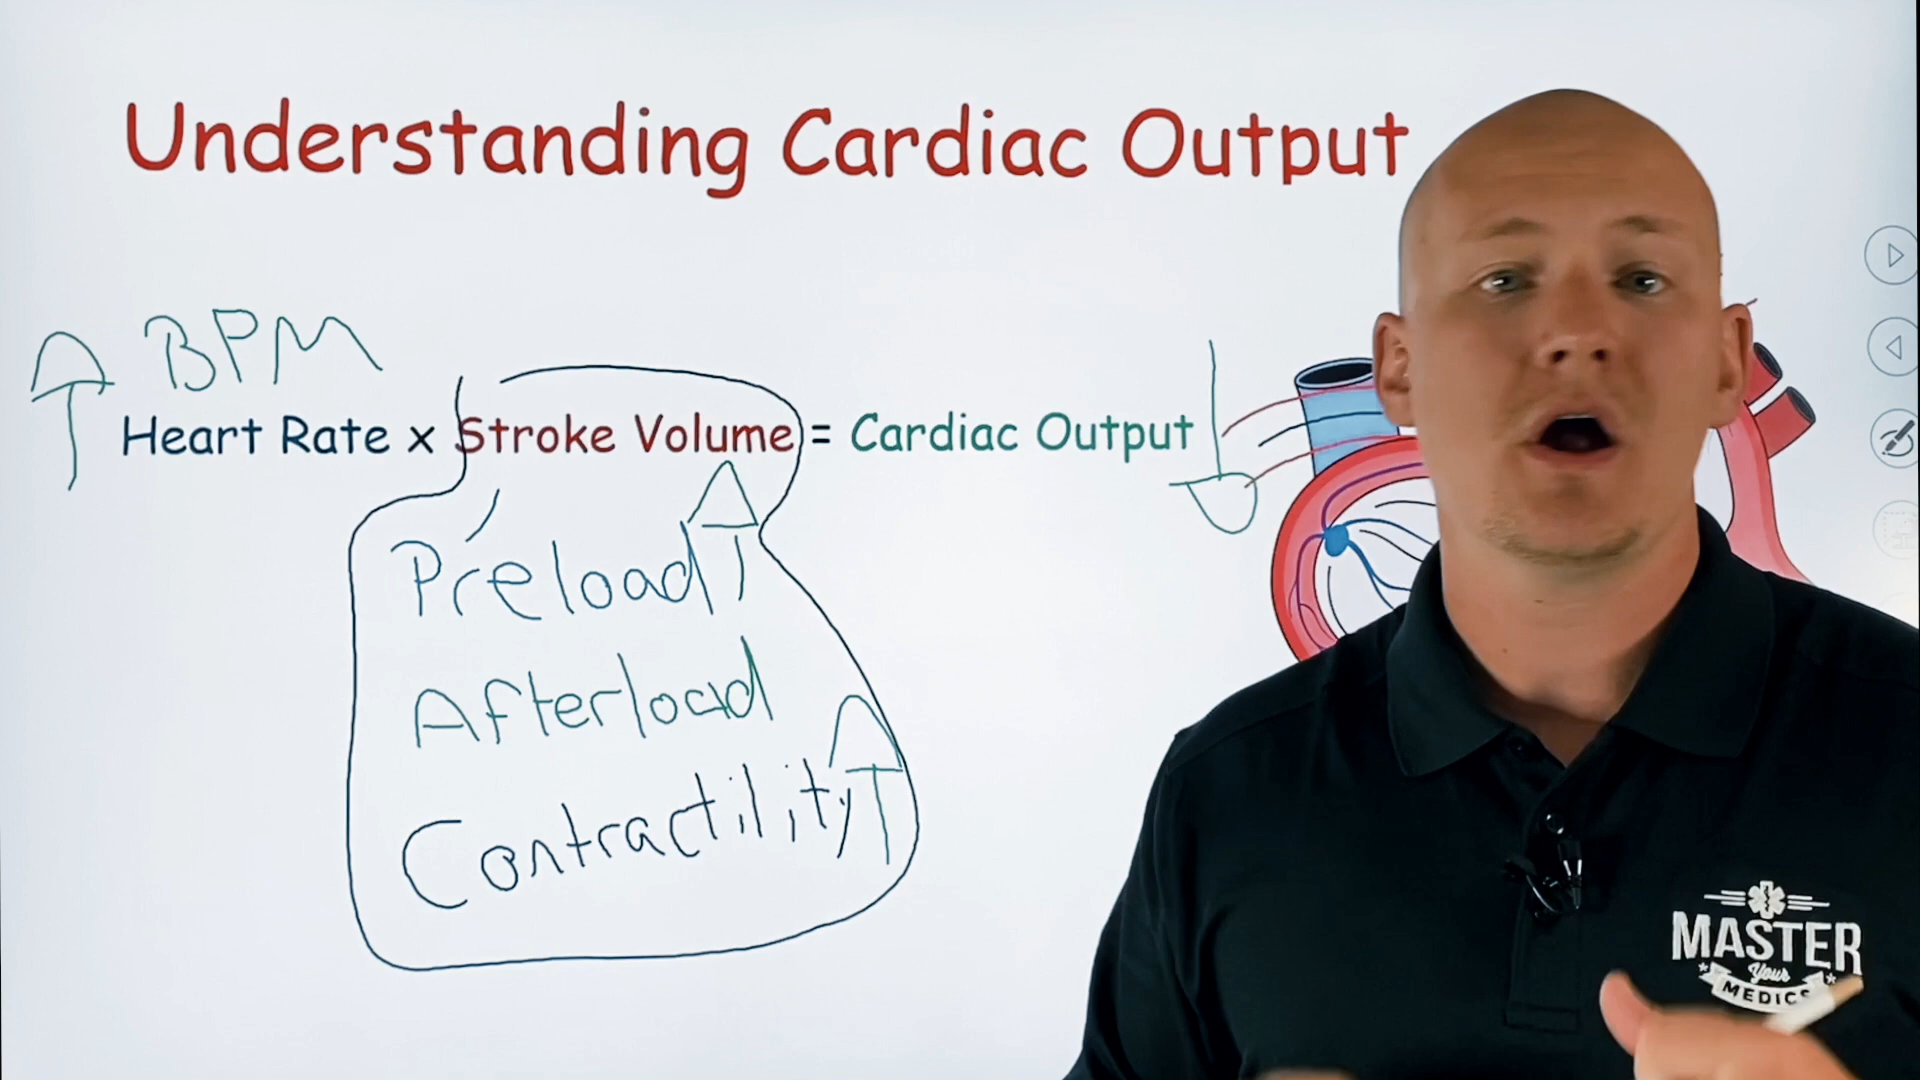 Understanding Cardiac Output
BPM
Heart Rate x Stroke Volume = Cardiac Output
Preload
Afterload
Contractility
MASTER
Your
MEDICS